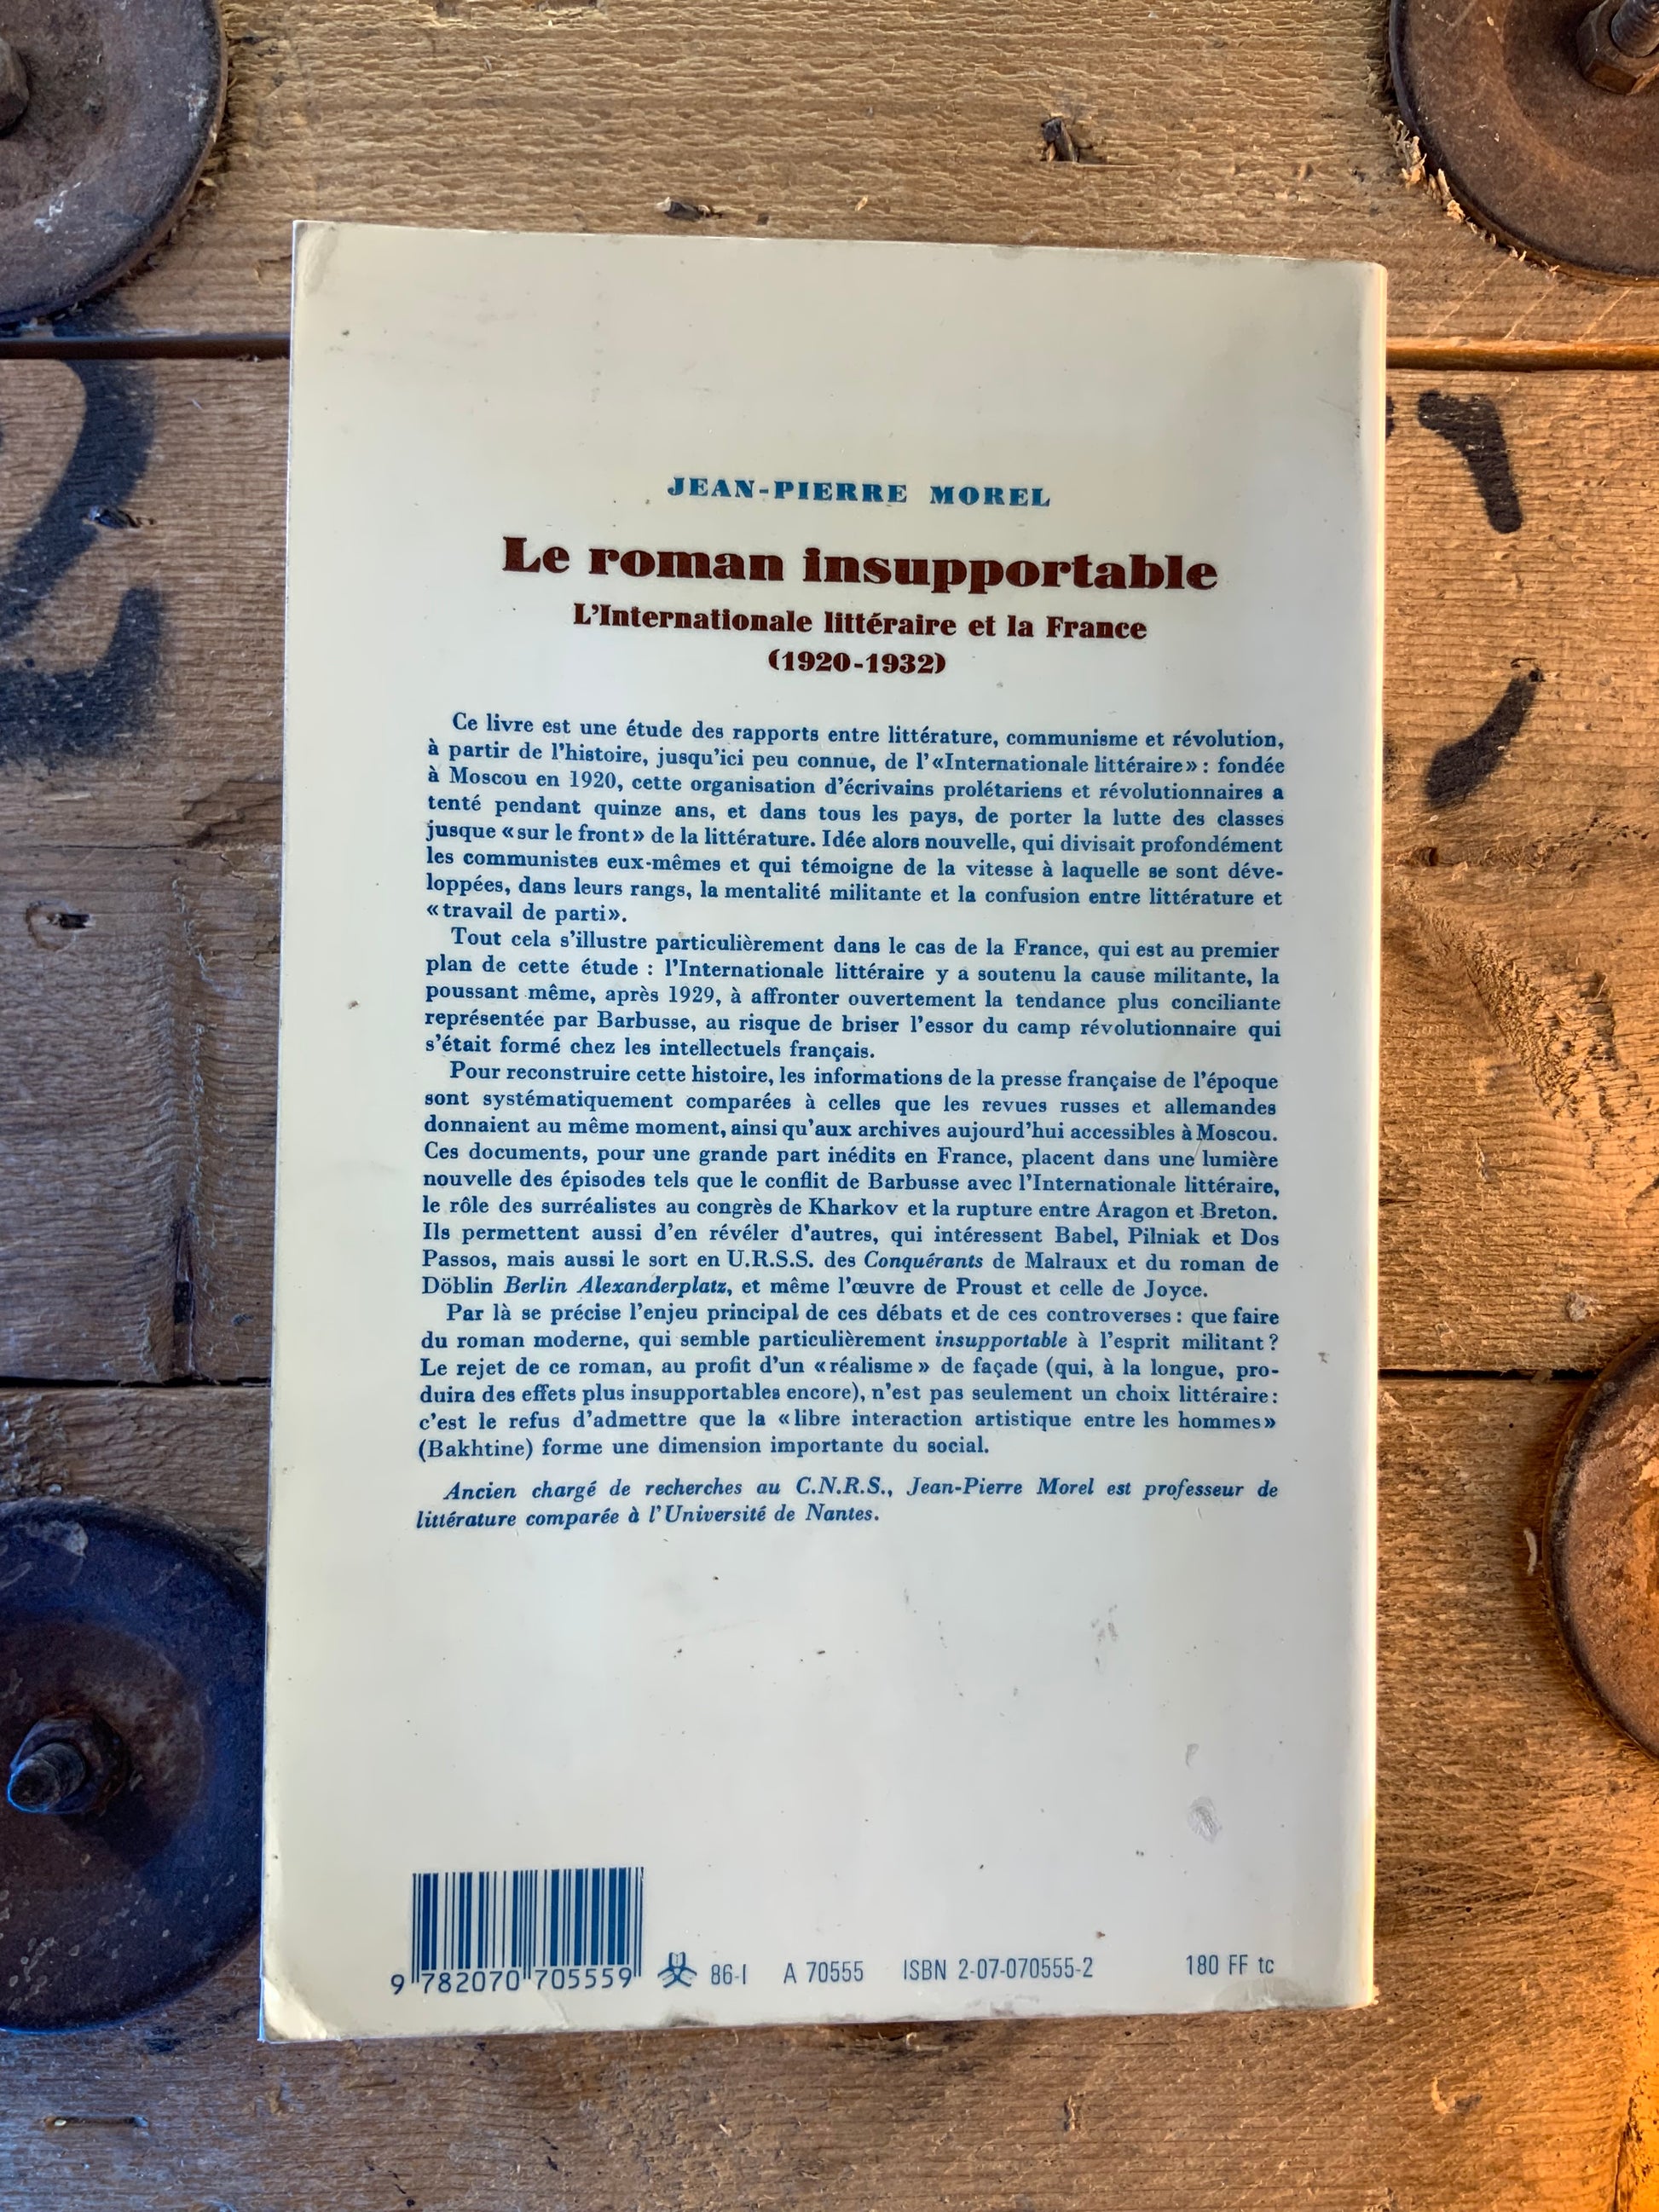 JEAN-PIERRE MOREL
Le roman insupportable
L'Internationale littéraire et la France
(1920-1932)
Ce livre est une étude des rapports entre littérature, communisme et révolution,
à partir de l'histoire, jusqu'ici peu connue, de l'«Internationale littéraire» : fondée
à Moscou en 1920, cette organisation d'écrivains prolétariens et révolutionnaires a
tenté pendant quinze ans, et dans tous les pays, de porter la lutte des classes
jusque «sur le front» de la littérature. Idée alors nouvelle, qui divisait profondément
les communistes eux-mêmes et qui témoigne de la vitesse à laquelle se sont déve-
loppées, dans leurs rangs, la mentalité militante et la confusion entre littérature et
«travail de parti».
Tout cela s'illustre particulièrement dans le cas de la France, qui est au premier
plan de cette étude : l'Internationale littéraire y a soutenu la cause militante, la
poussant même, après 1929, à affronter ouvertement la tendance plus conciliante
représentée par Barbusse, au risque de briser l'essor du camp révolutionnaire qui
s'était formé chez les intellectuels français.
Pour reconstruire cette histoire, les informations de la presse française de l'époque
sont systématiquement comparées à celles que les revues russes et allemandes
donnaient au même moment, ainsi qu'aux archives aujourd'hui accessibles à Moscou.
Ces documents, pour une grande part inédits en France, placent dans une lumière
nouvelle des épisodes tels que le conflit de Barbusse avec l'Internationale littéraire,
le rôle des surréalistes au congrès de Kharkov et la rupture entre Aragon et Breton.
Ils permettent aussi d'en révéler d'autres, qui intéressent Babel, Pilniak et Dos
Passos, mais aussi le sort en U.R.S.S. des Conquérants de Malraux et du roman de
Döblin Berlin Alexanderplatz, et même l'œuvre de Proust et celle de Joyce.
Par là se précise l'enjeu principal de ces débats et de ces controverses : que faire
du roman moderne, qui semble particulièrement insupportable à l'esprit militant ?
Le rejet de ce roman, au profit d'un «réalisme» de façade (qui, à la longue, pro-
duira des effets plus insupportables encore), n'est pas seulement un choix littéraire :
c'est le refus d'admettre que la «libre interaction artistique entre les hommes»
(Bakhtine) forme une dimension importante du social.
Ancien chargé de recherches au C.N.R.S., Jean-Pierre Morel est professeur de
littérature comparée à l'Université de Nantes.
9 782070 705559 86-I A 70555 ISBN 2-07-070555-2 180 FF tc